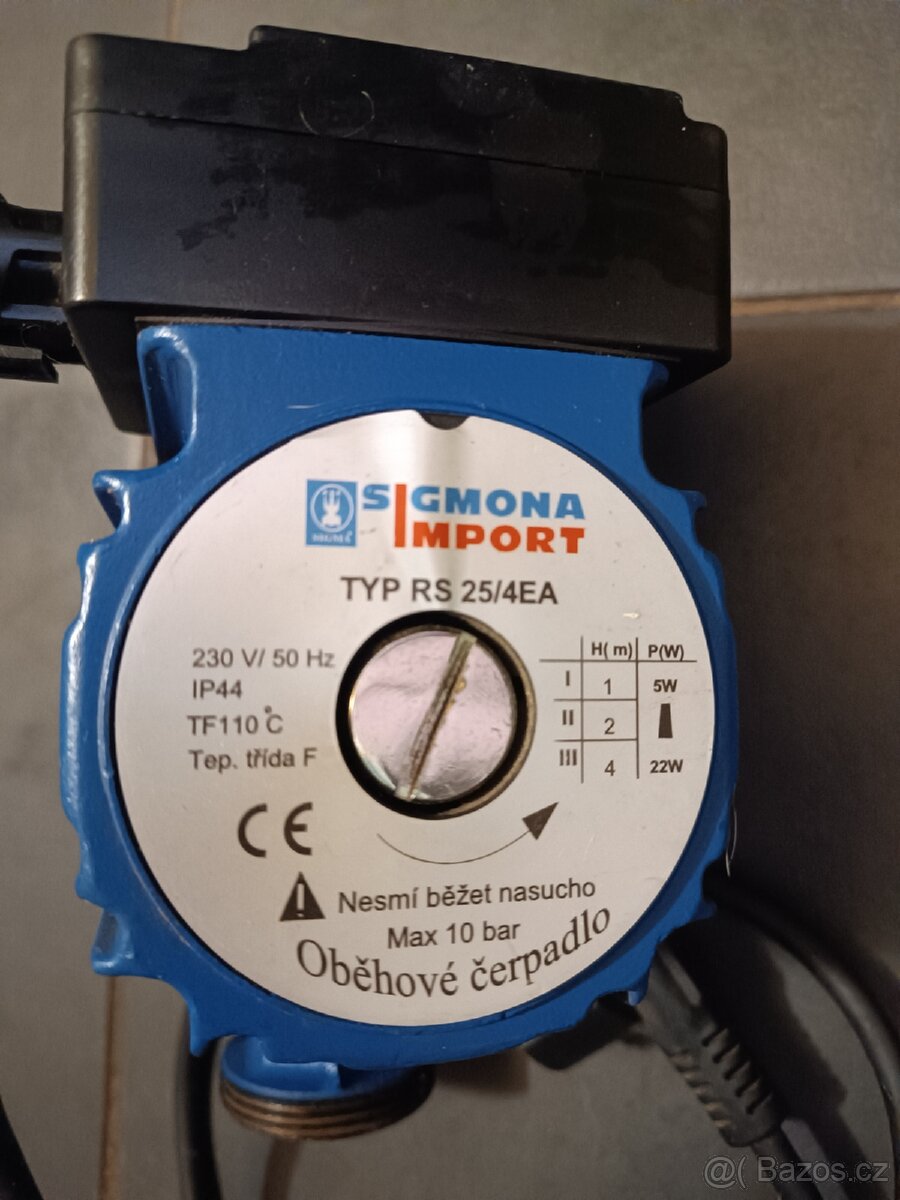 SIGMONA
IMPORT
SIGMA
TYP RS 25/4EA
230 V/ 50 Hz
IP44
TF110°C
Tep. třída F
H( m) P(W)
I 1 5W
II 2
III 4 22W
CE
Nesmí běžet nasucho
Max 10 bar
Oběhové čerpadlo
@( Bazos.cz